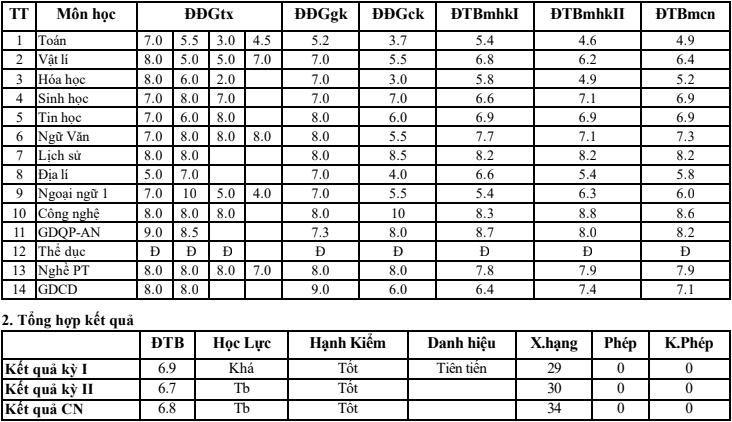 TT Môn học ĐĐGtx ĐĐGgk ĐĐGck ĐTBmhkI ĐTBmhkII ĐTBmcn
1 Toán 7.0 5.5 3.0 4.5 5.2 3.7 5.4 4.6 4.9
2 Vật lí 8.0 5.0 5.0 7.0 7.0 5.5 6.8 6.2 6.4
3 Hóa học 8.0 6.0 2.0 7.0 3.0 5.8 4.9 5.2
4 Sinh học 7.0 8.0 7.0 7.0 7.0 6.6 7.1 6.9
5 Tin học 7.0 6.0 8.0 8.0 6.0 6.9 6.9 6.9
6 Ngữ Văn 7.0 8.0 8.0 8.0 8.0 5.5 7.7 7.1 7.3
7 Lịch sử 8.0 8.0 8.0 8.5 8.2 8.2 8.2
8 Địa lí 5.0 7.0 7.0 4.0 6.6 5.4 5.8
9 Ngoại ngữ 1 7.0 10 5.0 4.0 7.0 5.5 5.4 6.3 6.0
10 Công nghệ 8.0 8.0 8.0 8.0 10 8.3 8.8 8.6
11 GDQP-AN 9.0 8.5 7.3 8.0 8.7 8.0 8.2
12 Thể dục Đ Đ Đ Đ Đ Đ Đ Đ
13 Nghề PT 8.0 8.0 8.0 7.0 8.0 8.0 7.8 7.9 7.9
14 GDCD 8.0 8.0 9.0 6.0 6.4 7.4 7.1
2. Tổng hợp kết quả
ĐTB Học Lực Hạnh Kiểm Danh hiệu X.hạng Phép K.Phép
Kết quả kỳ I 6.9 Khá Tốt Tiên tiến 29 0 0
Kết quả kỳ II 6.7 Tb Tốt 30 0 0
Kết quả CN 6.8 Tb Tốt 34 0 0